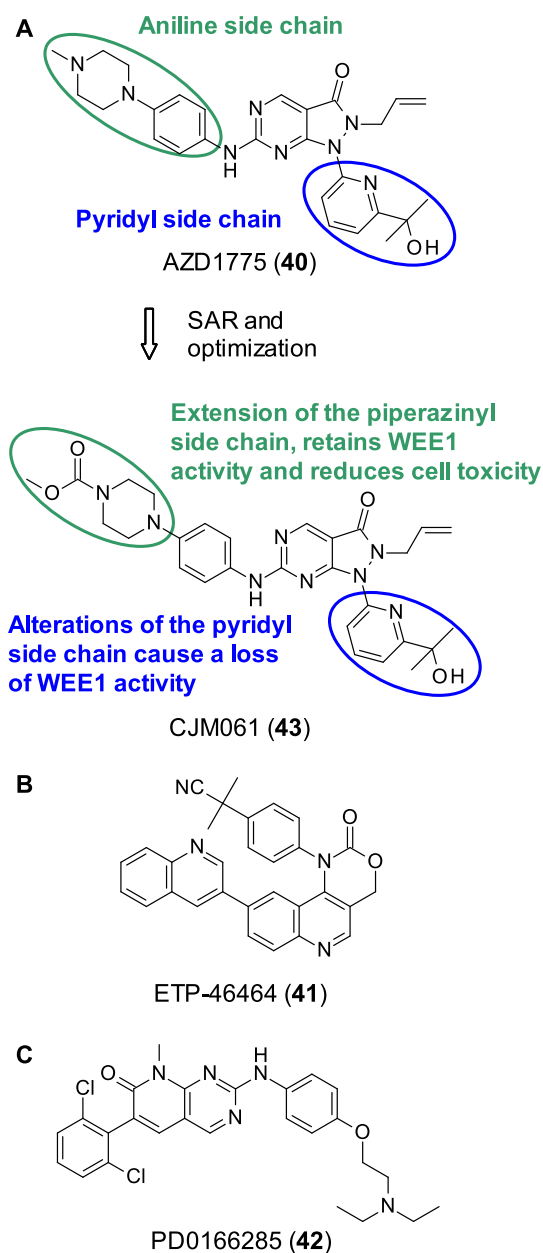 A
Aniline side chain
N
N
N
H
N
N
O
N
N
N
OH
Pyridyl side chain
AZD1775 (40)
SAR and
optimization
Extension of the piperazinyl
side chain, retains WEE1
activity and reduces cell toxicity
O
O
N
N
N
H
N
N
O
N
N
N
OH
Alterations of the pyridyl
side chain cause a loss
of WEE1 activity
CJM061 (43)
B
NC
N
N
O
O
N
ETP-46464 (41)
C
Cl
O
N
N
H
N
N
Cl
O
N
PD0166285 (42)